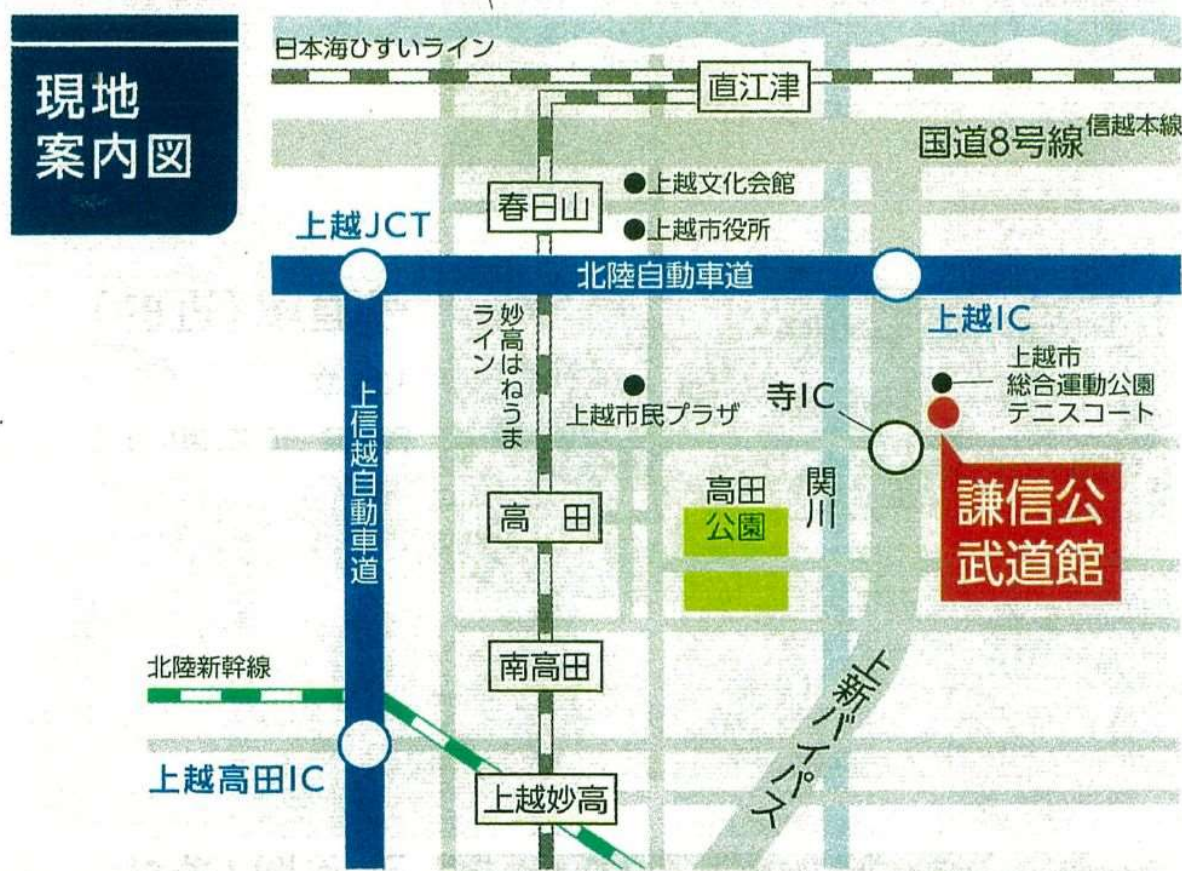 現地
案内図
日本海ひすいライン
直江津
国道8号線
信越本線
春日山
●上越文化会館
●上越市役所
上越JCT
北陸自動車道
上越IC
妙高はねうま
ライン
上越市
総合運動公園
テニスコート
寺IC
上越市民プラザ
上信越自動車道
高田
高田
公園
関川
謙信公
武道館
北陸新幹線
南高田
上新バイパス
上越高田IC
上越妙高